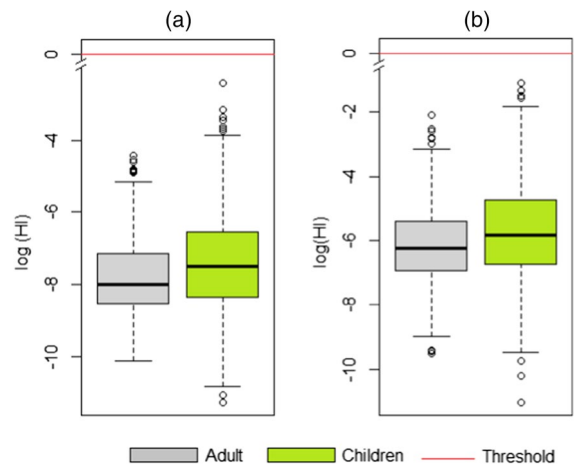 (a)
(b)
log (HI)
0
-4
-6
-8
-10
log(HI)
0
-2
-4
-6
-8
-10
Adult
Children
Threshold